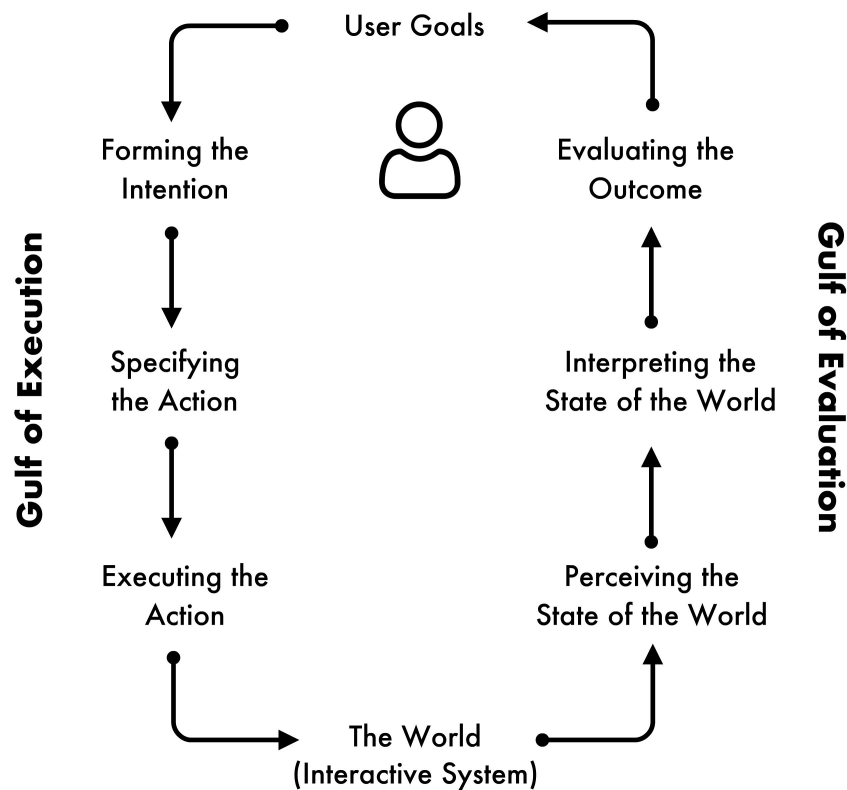 User Goals
Forming the
Intention
Specifying
the Action
Executing the
Action
The World
(Interactive System)
Perceiving the
State of the World
Interpreting the
State of the World
Evaluating the
Outcome
Gulf of Execution
Gulf of Evaluation